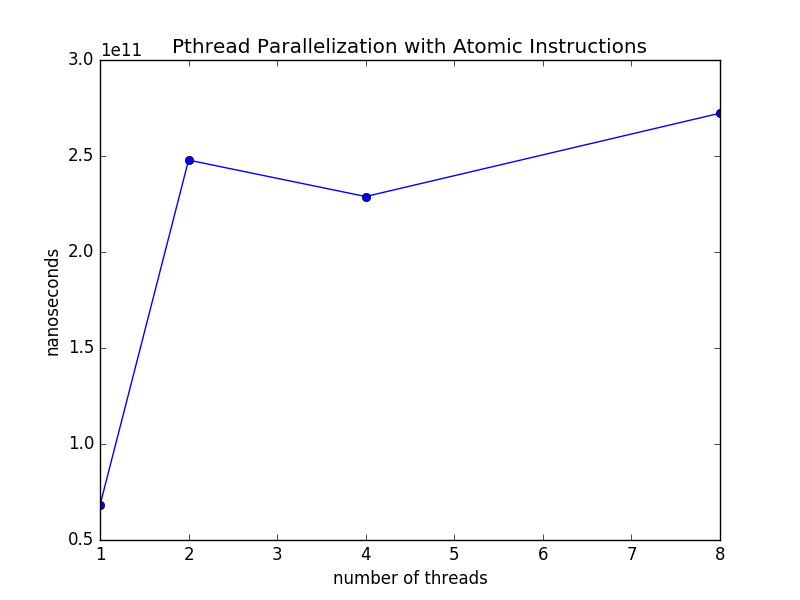 Pthread Parallelization with Atomic Instructions
1e11
3.0
2.5
2.0
1.5
1.0
0.5
nanoseconds
1 2 3 4 5 6 7 8
number of threads